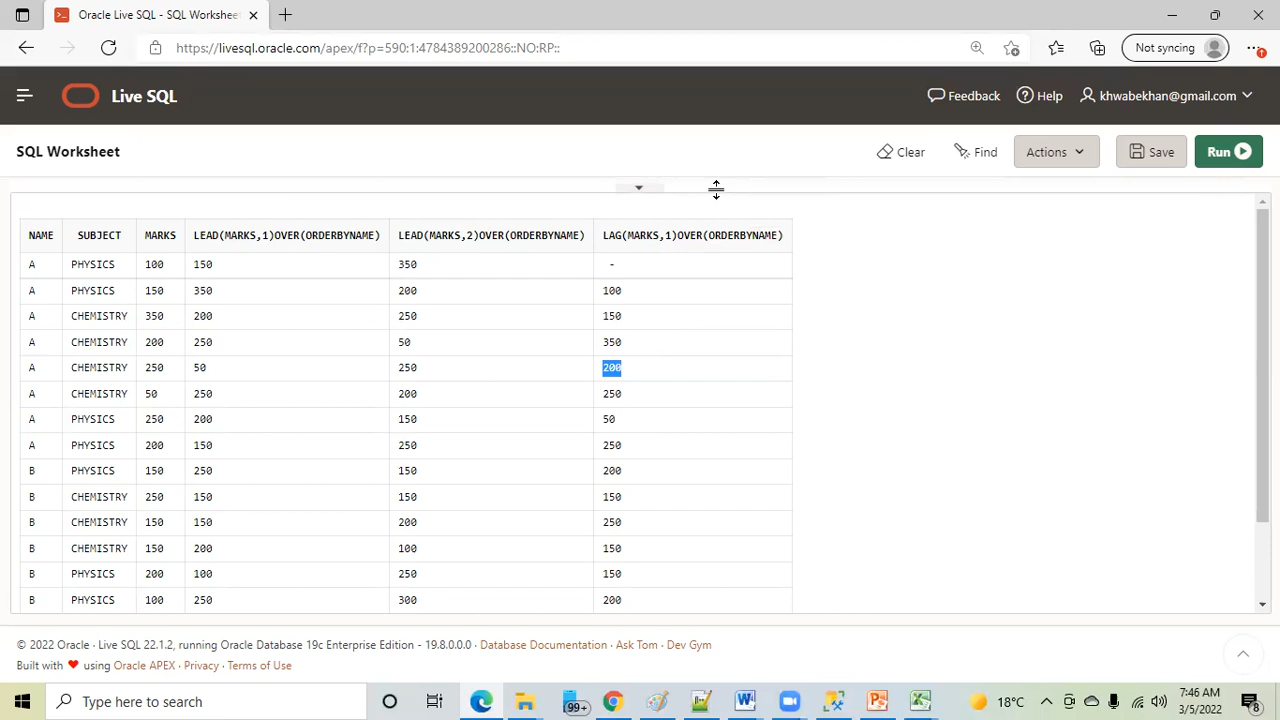 Oracle Live SQL - SQL Worksheet
https://livesql.oracle.com/apex/f?p=590:1:4784389200286::NO:RP::
Not syncing
Live SQL
Feedback
Help
khwabekhan@gmail.com
SQL Worksheet
Clear
Find
Actions
Save
Run
NAME SUBJECT MARKS LEAD(MARKS,1)OVER(ORDERBYNAME) LEAD(MARKS,2)OVER(ORDERBYNAME) LAG(MARKS,1)OVER(ORDERBYNAME)
A PHYSICS 100 150 350 -
A PHYSICS 150 350 200 100
A CHEMISTRY 350 200 250 150
A CHEMISTRY 200 250 50 350
A CHEMISTRY 250 50 250 200
A CHEMISTRY 50 250 200 250
A PHYSICS 250 200 150 50
A PHYSICS 200 150 250 250
B PHYSICS 150 250 150 200
B CHEMISTRY 250 150 150 150
B CHEMISTRY 150 150 200 250
B CHEMISTRY 150 200 100 150
B PHYSICS 200 100 250 150
B PHYSICS 100 250 300 200
© 2022 Oracle · Live SQL 22.1.2, running Oracle Database 19c Enterprise Edition - 19.8.0.0.0 · Database Documentation · Ask Tom · Dev Gym
Built with ❤ using Oracle APEX · Privacy · Terms of Use
Type here to search
99+
18°C
7:46 AM
3/5/2022
8